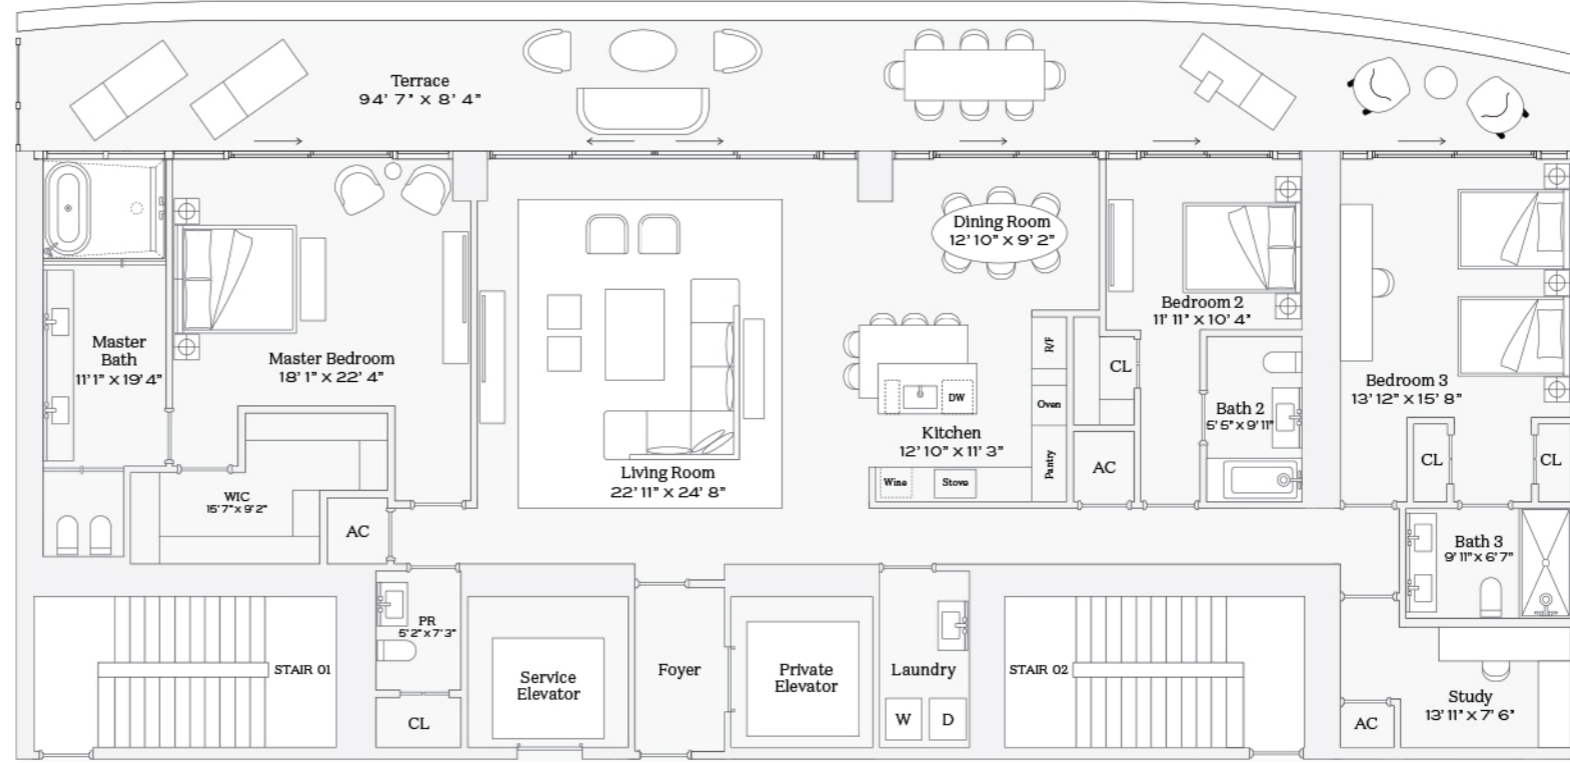 Terrace
94' 7" X 8' 4"
Dining Room
12' 10" X 9' 2"
Bedroom 2
11' 11" X 10' 4"
Master
Bath
11' 1" X 19' 4"
Master Bedroom
18' 1" X 22' 4"
R/F
CL
Bedroom 3
13' 12" X 15' 8"
DW
Oven
Bath 2
5' 5" X 9' 11"
Kitchen
12' 10" X 11' 3"
Living Room
22' 11" X 24' 8"
Pantry
AC
CL
CL
Wine
Stove
WIC
15' 7" X 9' 2"
AC
Bath 3
9' 11" X 6' 7"
PR
5' 2" X 7' 3"
STAIR 01
Service
Elevator
Foyer
Private
Elevator
Laundry
STAIR 02
Study
13' 11" X 7' 6"
CL
W
D
AC